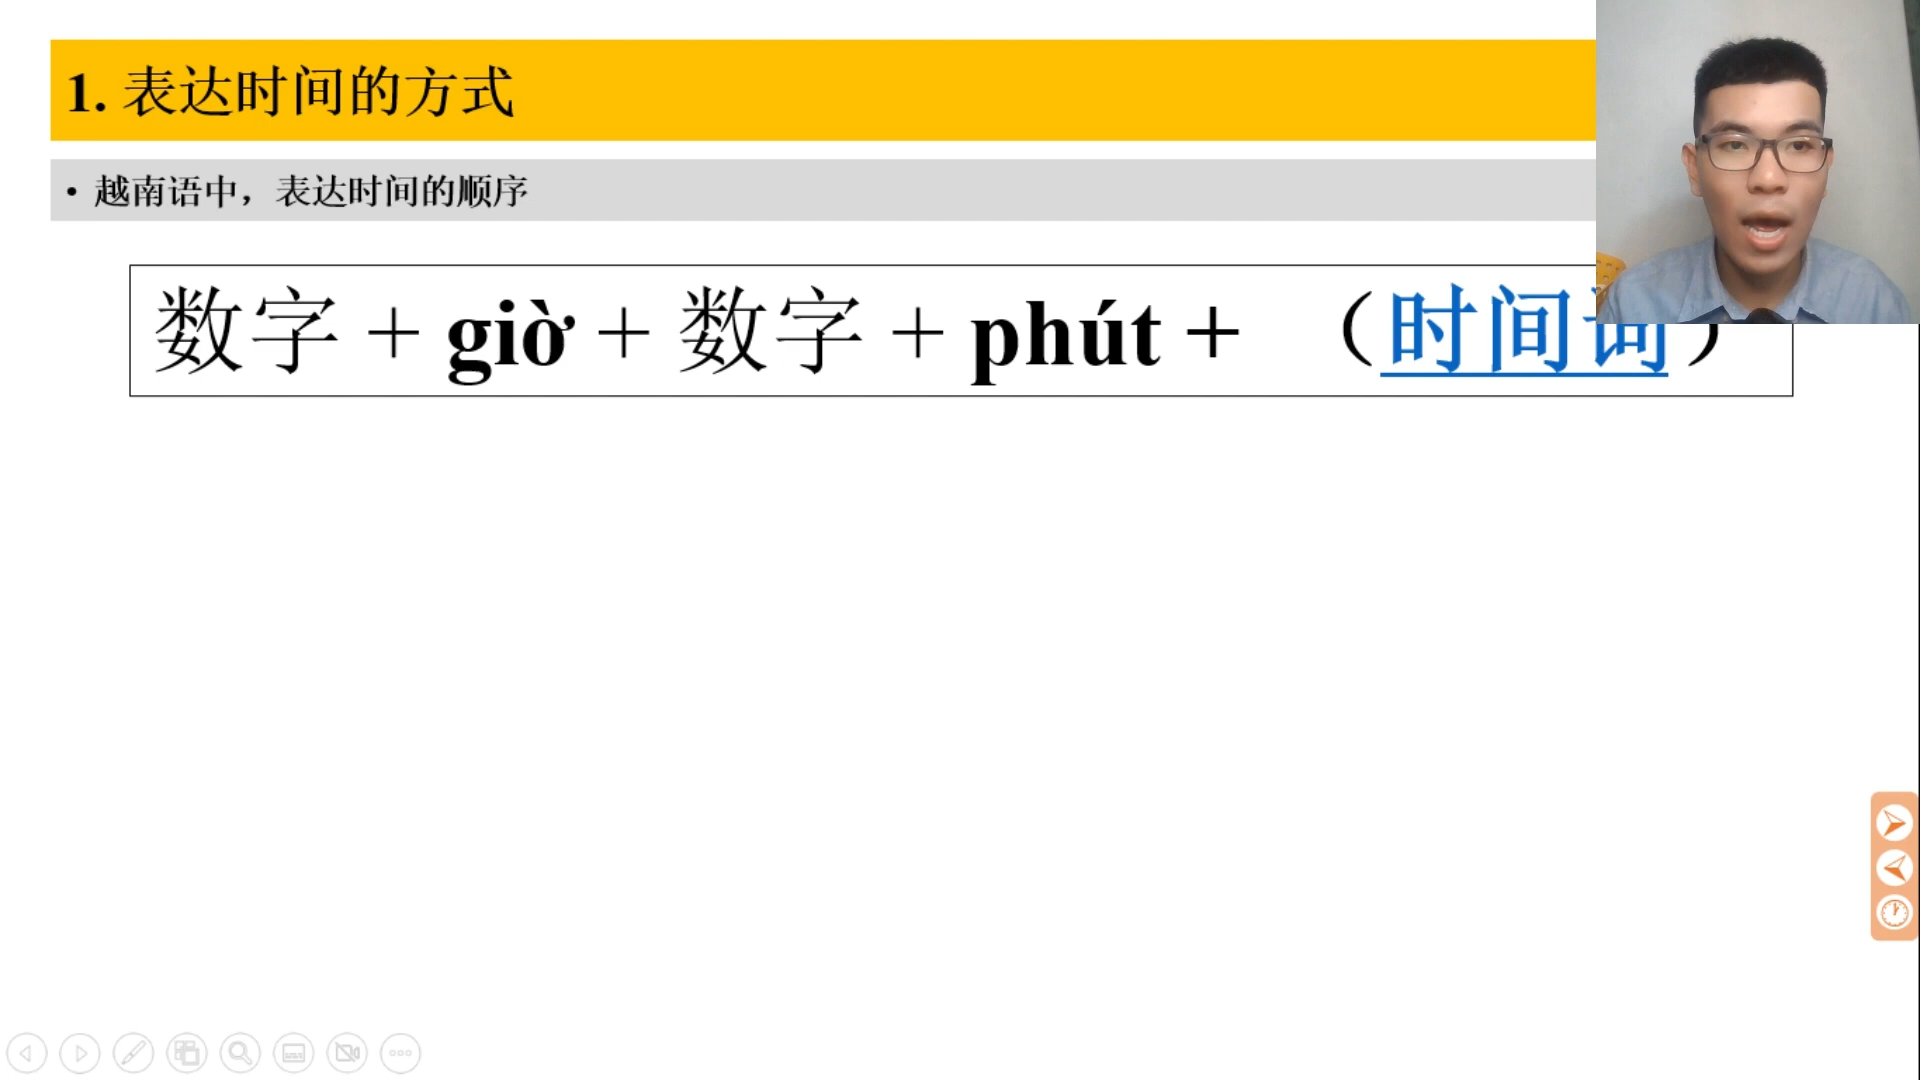 1. 表达时间的方式
• 越南语中，表达时间的顺序
数字 + giờ + 数字 + phút + （时间词）